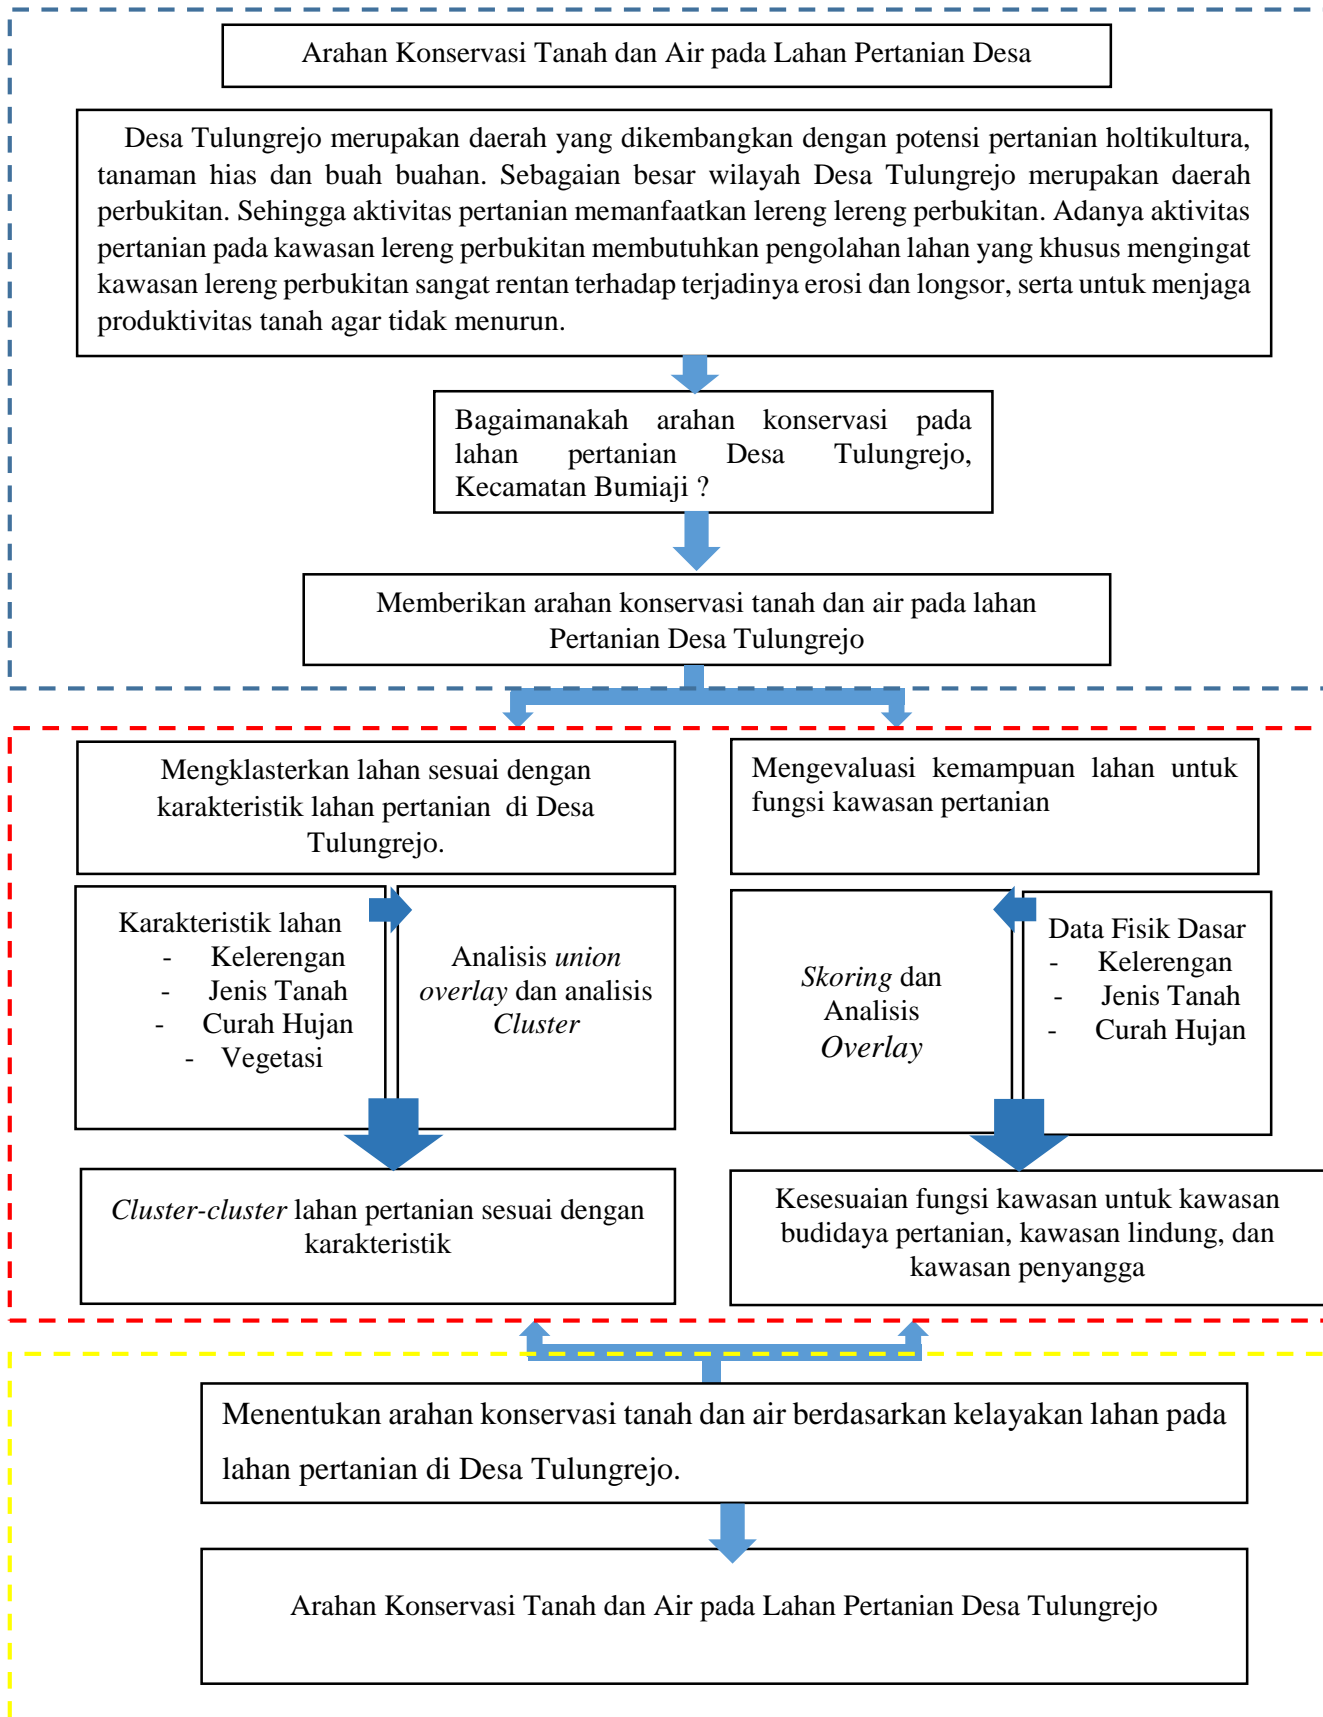 Arahan Konservasi Tanah dan Air pada Lahan Pertanian Desa
Desa Tulungrejo merupakan daerah yang dikembangkan dengan potensi pertanian holtikultura,
tanaman hias dan buah buahan. Sebagaian besar wilayah Desa Tulungrejo merupakan daerah
perbukitan. Sehingga aktivitas pertanian memanfaatkan lereng lereng perbukitan. Adanya aktivitas
pertanian pada kawasan lereng perbukitan membutuhkan pengolahan lahan yang khusus mengingat
kawasan lereng perbukitan sangat rentan terhadap terjadinya erosi dan longsor, serta untuk menjaga
produktivitas tanah agar tidak menurun.
Bagaimanakah arahan konservasi pada
lahan pertanian Desa Tulungrejo,
Kecamatan Bumiaji ?
Memberikan arahan konservasi tanah dan air pada lahan
Pertanian Desa Tulungrejo
Mengklasterkan lahan sesuai dengan
karakteristik lahan pertanian di Desa
Tulungrejo.
Mengevaluasi kemampuan lahan untuk
fungsi kawasan pertanian
Karakteristik lahan
- Kelerengan
- Jenis Tanah
- Curah Hujan
- Vegetasi
Analisis union
overlay dan analisis
Cluster
Skoring dan
Analisis
Overlay
Data Fisik Dasar
- Kelerengan
- Jenis Tanah
- Curah Hujan
Cluster-cluster lahan pertanian sesuai dengan
karakteristik
Kesesuaian fungsi kawasan untuk kawasan
budidaya pertanian, kawasan lindung, dan
kawasan penyangga
Menentukan arahan konservasi tanah dan air berdasarkan kelayakan lahan pada
lahan pertanian di Desa Tulungrejo.
Arahan Konservasi Tanah dan Air pada Lahan Pertanian Desa Tulungrejo